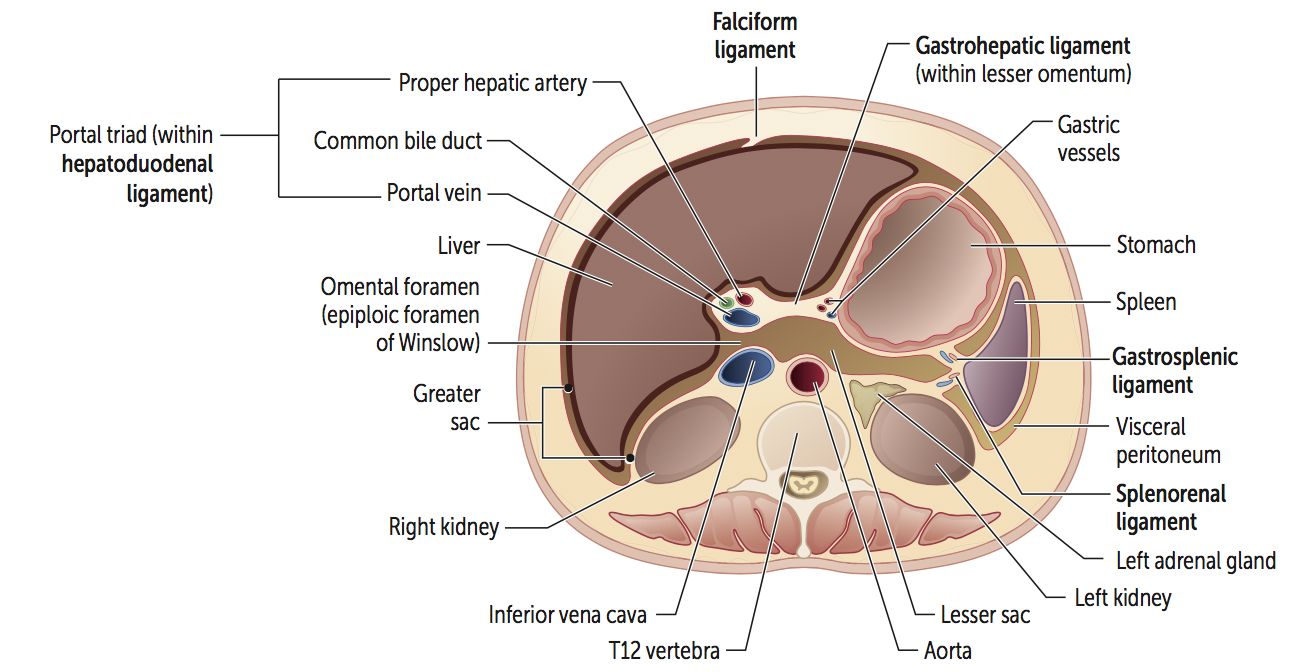 Falciform
ligament
Gastrohepatic ligament
(within lesser omentum)
Proper hepatic artery
Portal triad (within
hepatoduodenal
ligament)
Common bile duct
Gastric
vessels
Portal vein
Liver
Stomach
Omental foramen
(epiploic foramen
of Winslow)
Spleen
Gastrosplenic
ligament
Greater
sac
Visceral
peritoneum
Splenorenal
ligament
Right kidney
Left adrenal gland
Left kidney
Inferior vena cava
Lesser sac
T12 vertebra
Aorta